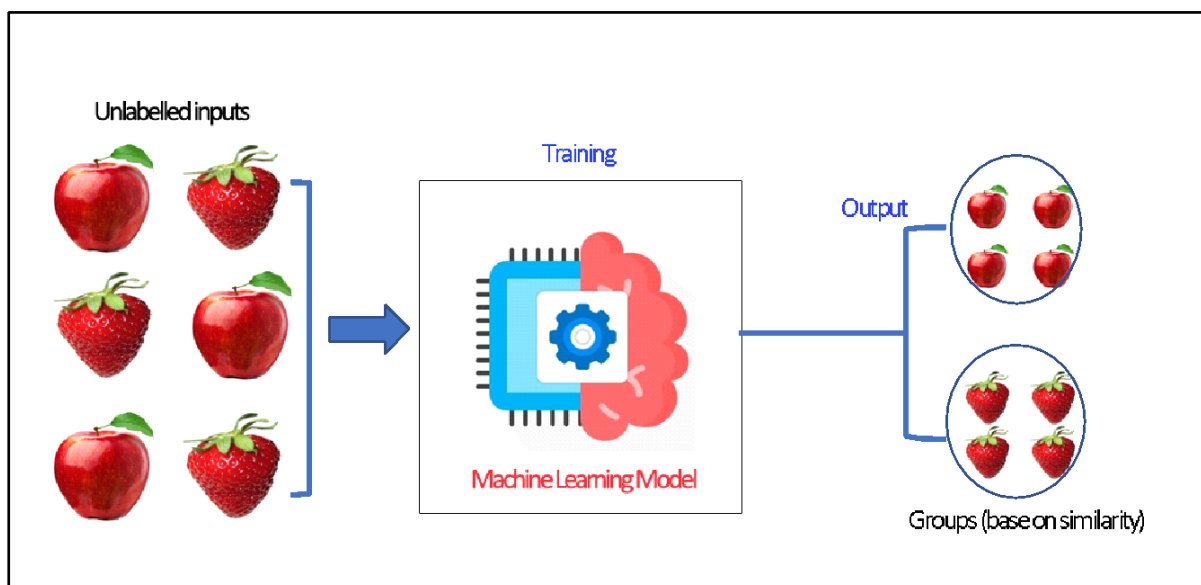 Unlabelled inputs
Training
Output
Machine Learning Model
Groups (base on similarity)